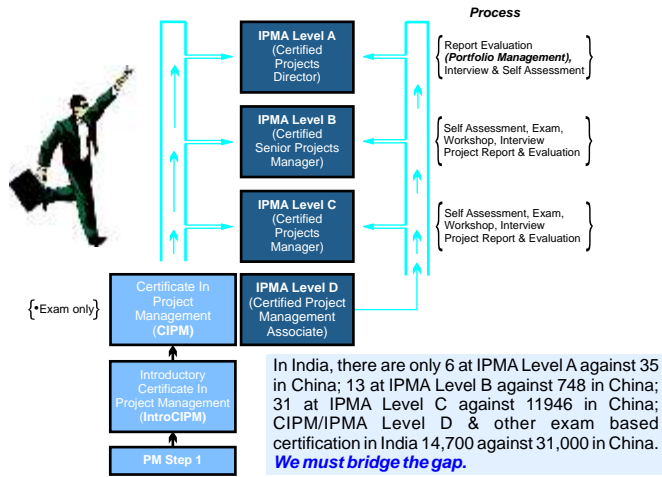 Process
IPMA Level A
(Certified
Projects
Director)
Report Evaluation
(Portfolio Management),
Interview & Self Assessment
IPMA Level B
(Certified
Senior Projects
Manager)
Self Assessment, Exam,
Workshop, Interview
Project Report & Evaluation
IPMA Level C
(Certified
Projects
Manager)
Self Assessment, Exam,
Workshop, Interview
Project Report & Evaluation
{•Exam only}
Certificate In
Project
Management
(CIPM)
IPMA Level D
(Certified Project
Management
Associate)
Introductory
Certificate In
Project Management
(IntroCIPM)
PM Step 1
In India, there are only 6 at IPMA Level A against 35
in China; 13 at IPMA Level B against 748 in China;
31 at IPMA Level C against 11946 in China;
CIPM/IPMA Level D & other exam based
certification in India 14,700 against 31,000 in China.
We must bridge the gap.